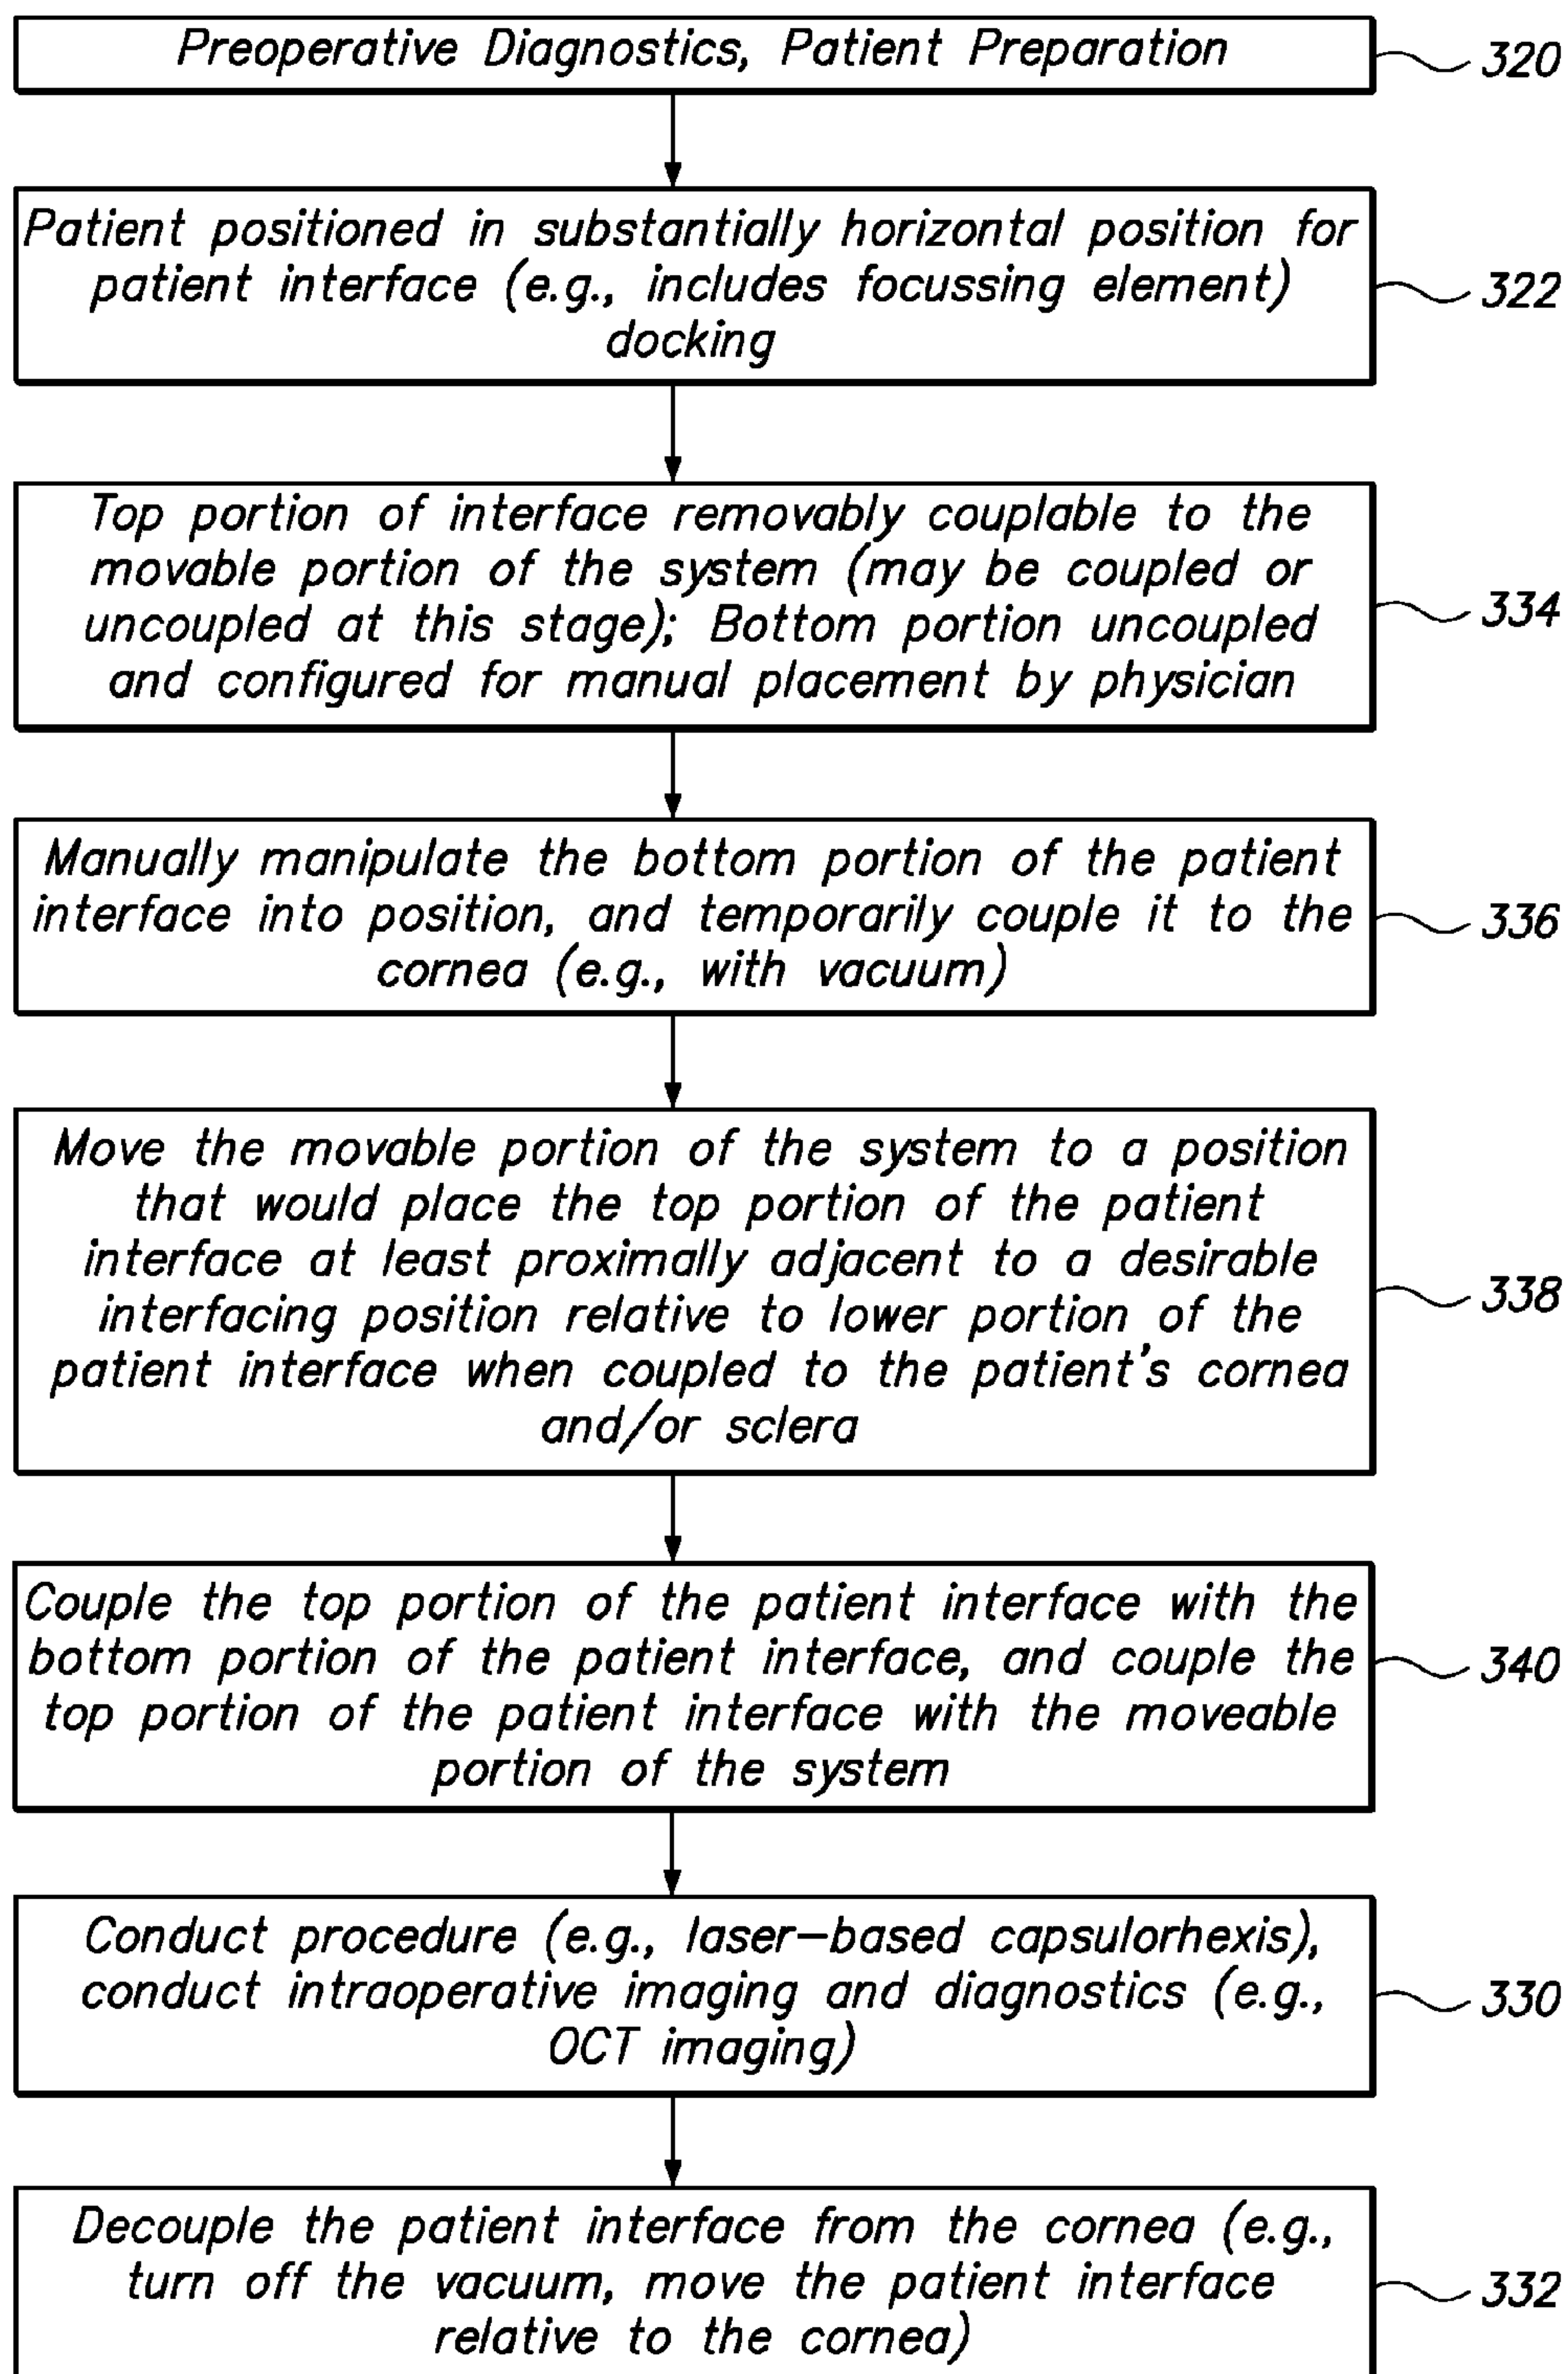 Preoperative Diagnostics, Patient Preparation
320
Patient positioned in substantially horizontal position for
patient interface (e.g., includes focussing element)
docking
322
Top portion of interface removably couplable to the
movable portion of the system (may be coupled or
uncoupled at this stage); Bottom portion uncoupled
and configured for manual placement by physician
334
Manually manipulate the bottom portion of the patient
interface into position, and temporarily couple it to the
cornea (e.g., with vacuum)
336
Move the movable portion of the system to a position
that would place the top portion of the patient
interface at least proximally adjacent to a desirable
interfacing position relative to lower portion of the
patient interface when coupled to the patient's cornea
and/or sclera
338
Couple the top portion of the patient interface with the
bottom portion of the patient interface, and couple the
top portion of the patient interface with the moveable
portion of the system
340
Conduct procedure (e.g., laser-based capsulorhexis),
conduct intraoperative imaging and diagnostics (e.g.,
OCT imaging)
330
Decouple the patient interface from the cornea (e.g.,
turn off the vacuum, move the patient interface
relative to the cornea)
332